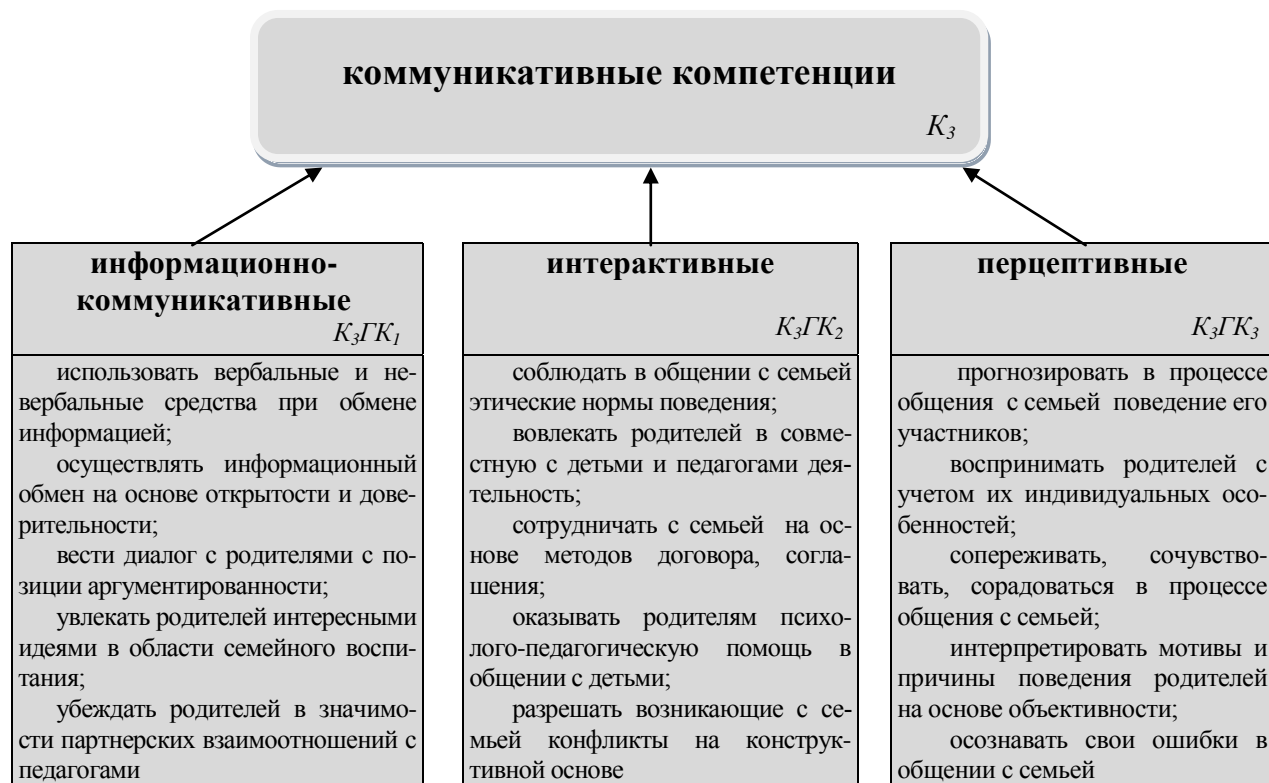 коммуникативные компетенции
К₃
информационно-
коммуникативные
К₃ГК₁
использовать вербальные и не-
вербальные средства при обмене
информацией;
осуществлять информационный
обмен на основе открытости и дове-
рительности;
вести диалог с родителями с по-
зиции аргументированности;
увлекать родителей интересными
идеями в области семейного воспи-
тания;
убеждать родителей в значимо-
сти партнерских взаимоотношений с
педагогами
интерактивные
К₃ГК₂
соблюдать в общении с семьей
этические нормы поведения;
вовлекать родителей в совме-
стную с детьми и педагогами дея-
тельность;
сотрудничать с семьей на ос-
нове методов договора, согла-
шения;
оказывать родителям психо-
лого-педагогическую помощь в
общении с детьми;
разрешать возникающие с се-
мьей конфликты на конструк-
тивной основе
перцептивные
К₃ГК₃
прогнозировать в процессе
общения с семьей поведение его
участников;
воспринимать родителей с
учетом их индивидуальных осо-
бенностей;
сопереживать, сочувство-
вать, сорадоваться в процессе
общения с семьей;
интерпретировать мотивы и
причины поведения родителей
на основе объективности;
осознавать свои ошибки в
общении с семьей